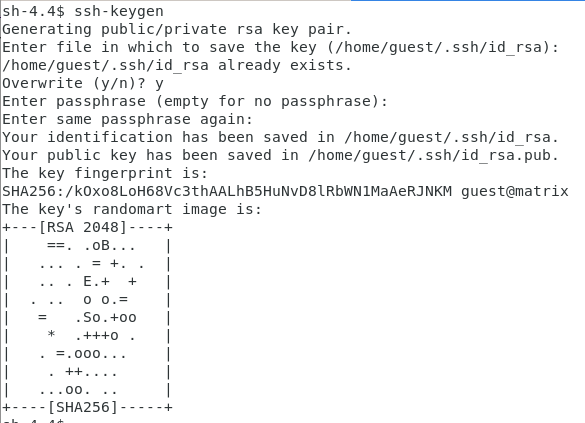 sh-4.4$ ssh-keygen
Generating public/private rsa key pair.
Enter file in which to save the key (/home/guest/.ssh/id_rsa):
/home/guest/.ssh/id_rsa already exists.
Overwrite (y/n)? y
Enter passphrase (empty for no passphrase):
Enter same passphrase again:
Your identification has been saved in /home/guest/.ssh/id_rsa.
Your public key has been saved in /home/guest/.ssh/id_rsa.pub.
The key fingerprint is:
SHA256:/kOxo8LoH68Vc3thAALhB5HuNvD8lRbWN1MaAeRJNKM guest@matrix
The key's randomart image is:
+---[RSA 2048]----+
|    ==. .oB...   |
|   ... . = +. .  |
|   .. . E.+  +   |
|  . ..  o o.=    |
|   =   .So.+oo   |
|    *  .+++o .   |
|   . =.ooo...    |
|    . ++....     |
|   ...oo. ..     |
+----[SHA256]-----+
sh-4.4$